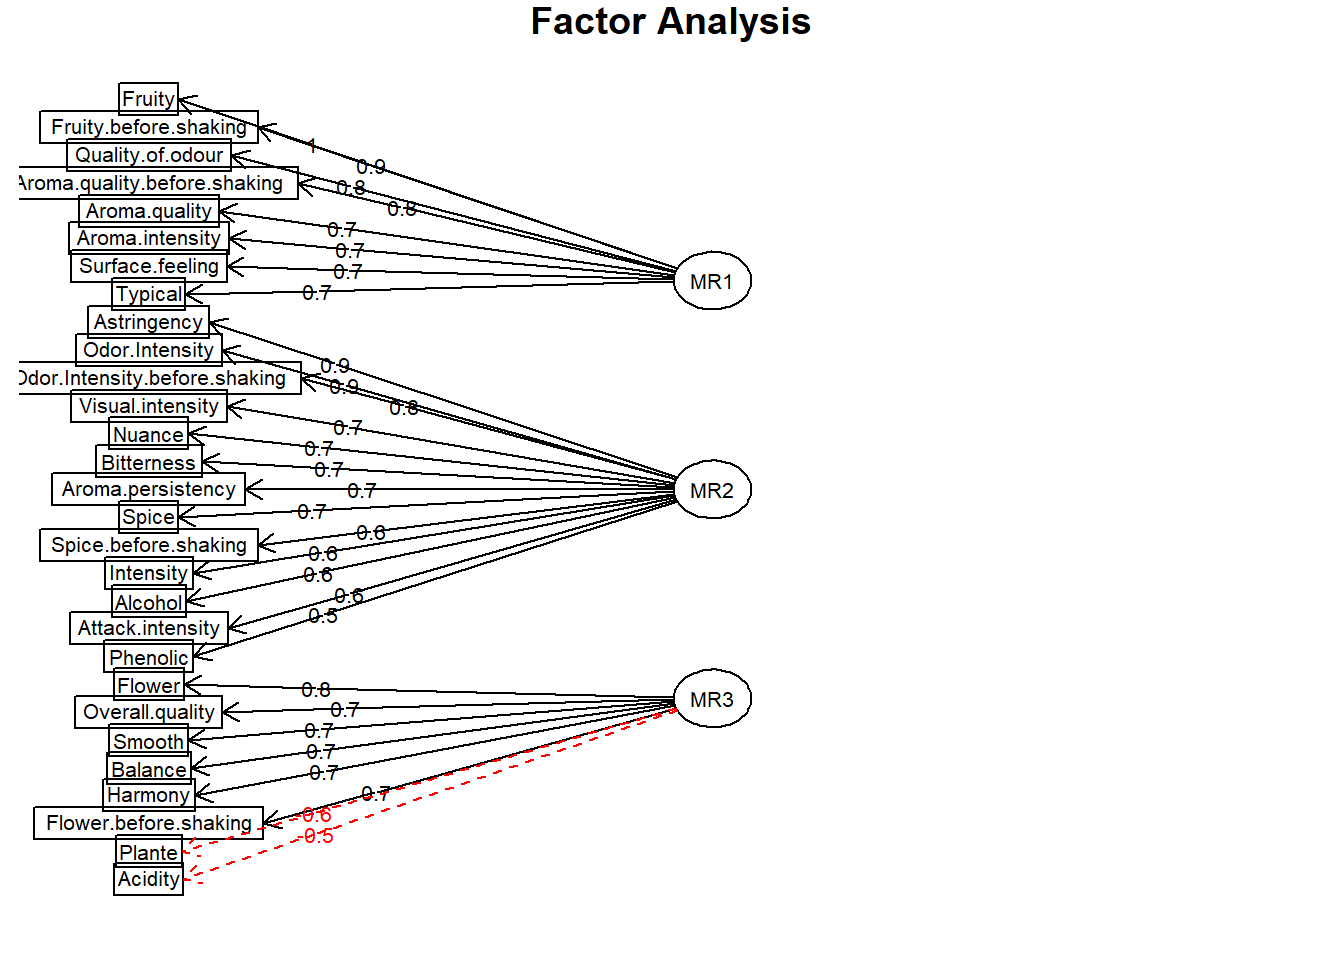 Factor Analysis
Fruity
Fruity.before.shaking
Quality.of.odour
Aroma.quality.before.shaking
Aroma.quality
Aroma.intensity
Surface.feeling
Typical
Astringency
Odor.Intensity
Odor.Intensity.before.shaking
Visual.intensity
Nuance
Bitterness
Aroma.persistency
Spice
Spice.before.shaking
Intensity
Alcohol
Attack.intensity
Phenolic
Flower
Overall.quality
Smooth
Balance
Harmony
Flower.before.shaking
Plante
Acidity
1
0.9
0.8
0.8
0.7
0.7
0.7
0.7
0.9
0.9
0.8
0.7
0.7
0.7
0.7
0.7
0.6
0.6
0.6
0.6
0.5
0.8
0.7
0.7
0.7
0.7
0.7
-0.6
-0.5
MR1
MR2
MR3